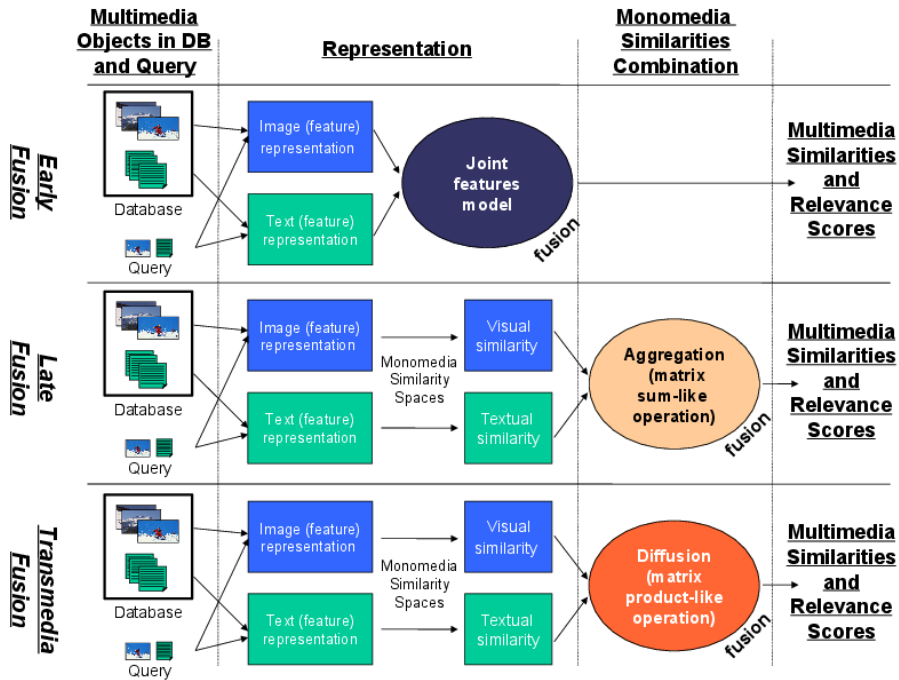 Multimedia
Objects in DB
and Query
Representation
Monomedia
Similarities
Combination
Early
Fusion
Database
Query
Image (feature)
representation
Text (feature)
representation
Joint
features
model
fusion
Multimedia
Similarities
and
Relevance
Scores
Late
Fusion
Database
Query
Image (feature)
representation
Text (feature)
representation
Monomedia
Similarity
Spaces
Visual
similarity
Textual
similarity
Aggregation
(matrix
sum-like
operation)
fusion
Multimedia
Similarities
and
Relevance
Scores
Transmedia
Fusion
Database
Query
Image (feature)
representation
Text (feature)
representation
Monomedia
Similarity
Spaces
Visual
similarity
Textual
similarity
Diffusion
(matrix
product-like
operation)
fusion
Multimedia
Similarities
and
Relevance
Scores